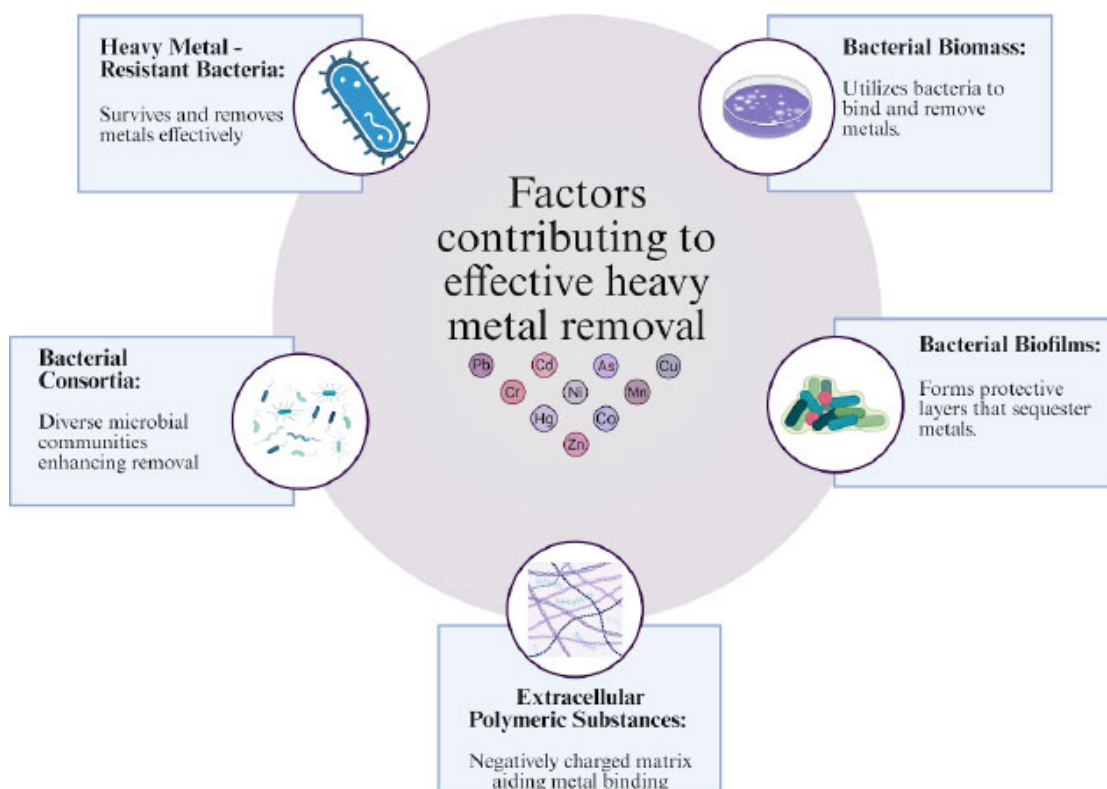 Heavy Metal -
Resistant Bacteria:
Survives and removes
metals effectively
Bacterial Biomass:
Utilizes bacteria to
bind and remove
metals.
Factors
contributing to
effective heavy
metal removal
Pb Cd As Cu
Cr Ni Mn
Hg Co
Zn
Bacterial
Consortia:
Diverse microbial
communities
enhancing removal
Bacterial Biofilms:
Forms protective
layers that sequester
metals.
Extracellular
Polymeric Substances:
Negatively charged matrix
aiding metal binding